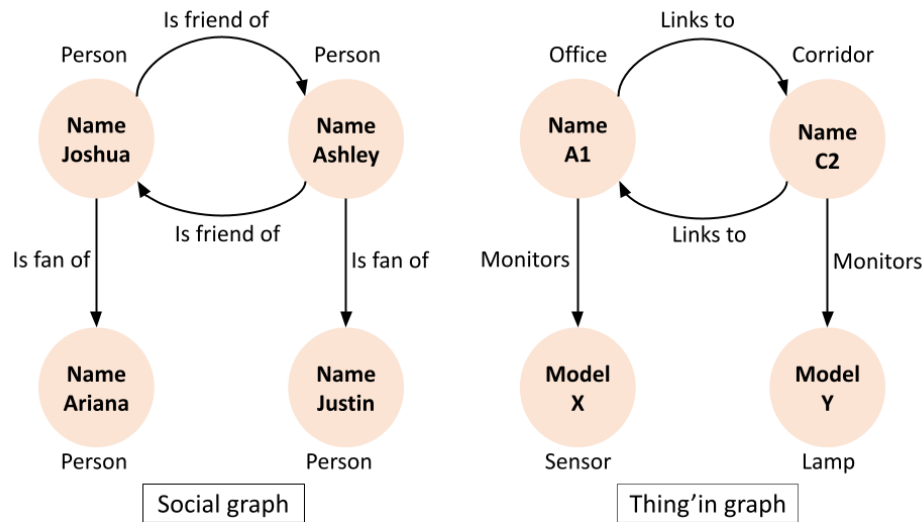 Is friend of
Person
Person
Name
Joshua
Name
Ashley
Is friend of
Is fan of
Is fan of
Name
Ariana
Name
Justin
Person
Person
Social graph
Links to
Office
Corridor
Name
A1
Name
C2
Links to
Monitors
Monitors
Model
X
Model
Y
Sensor
Lamp
Thing'in graph